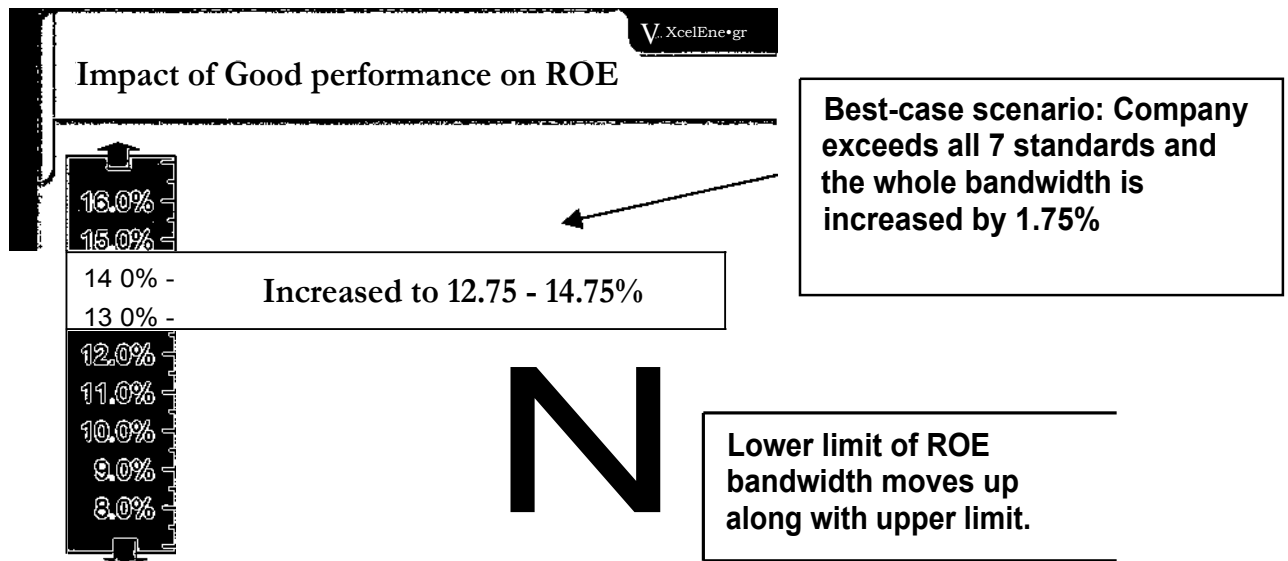 V.. XcelEne•gr
Impact of Good performance on ROE
Best-case scenario: Company
exceeds all 7 standards and
the whole bandwidth is
increased by 1.75%
16.0%
15.0%
14 0% -
13 0% -
Increased to 12.75 - 14.75%
12.0%
11.0%
10.0%
9.0%
8.0%
N
Lower limit of ROE
bandwidth moves up
along with upper limit.